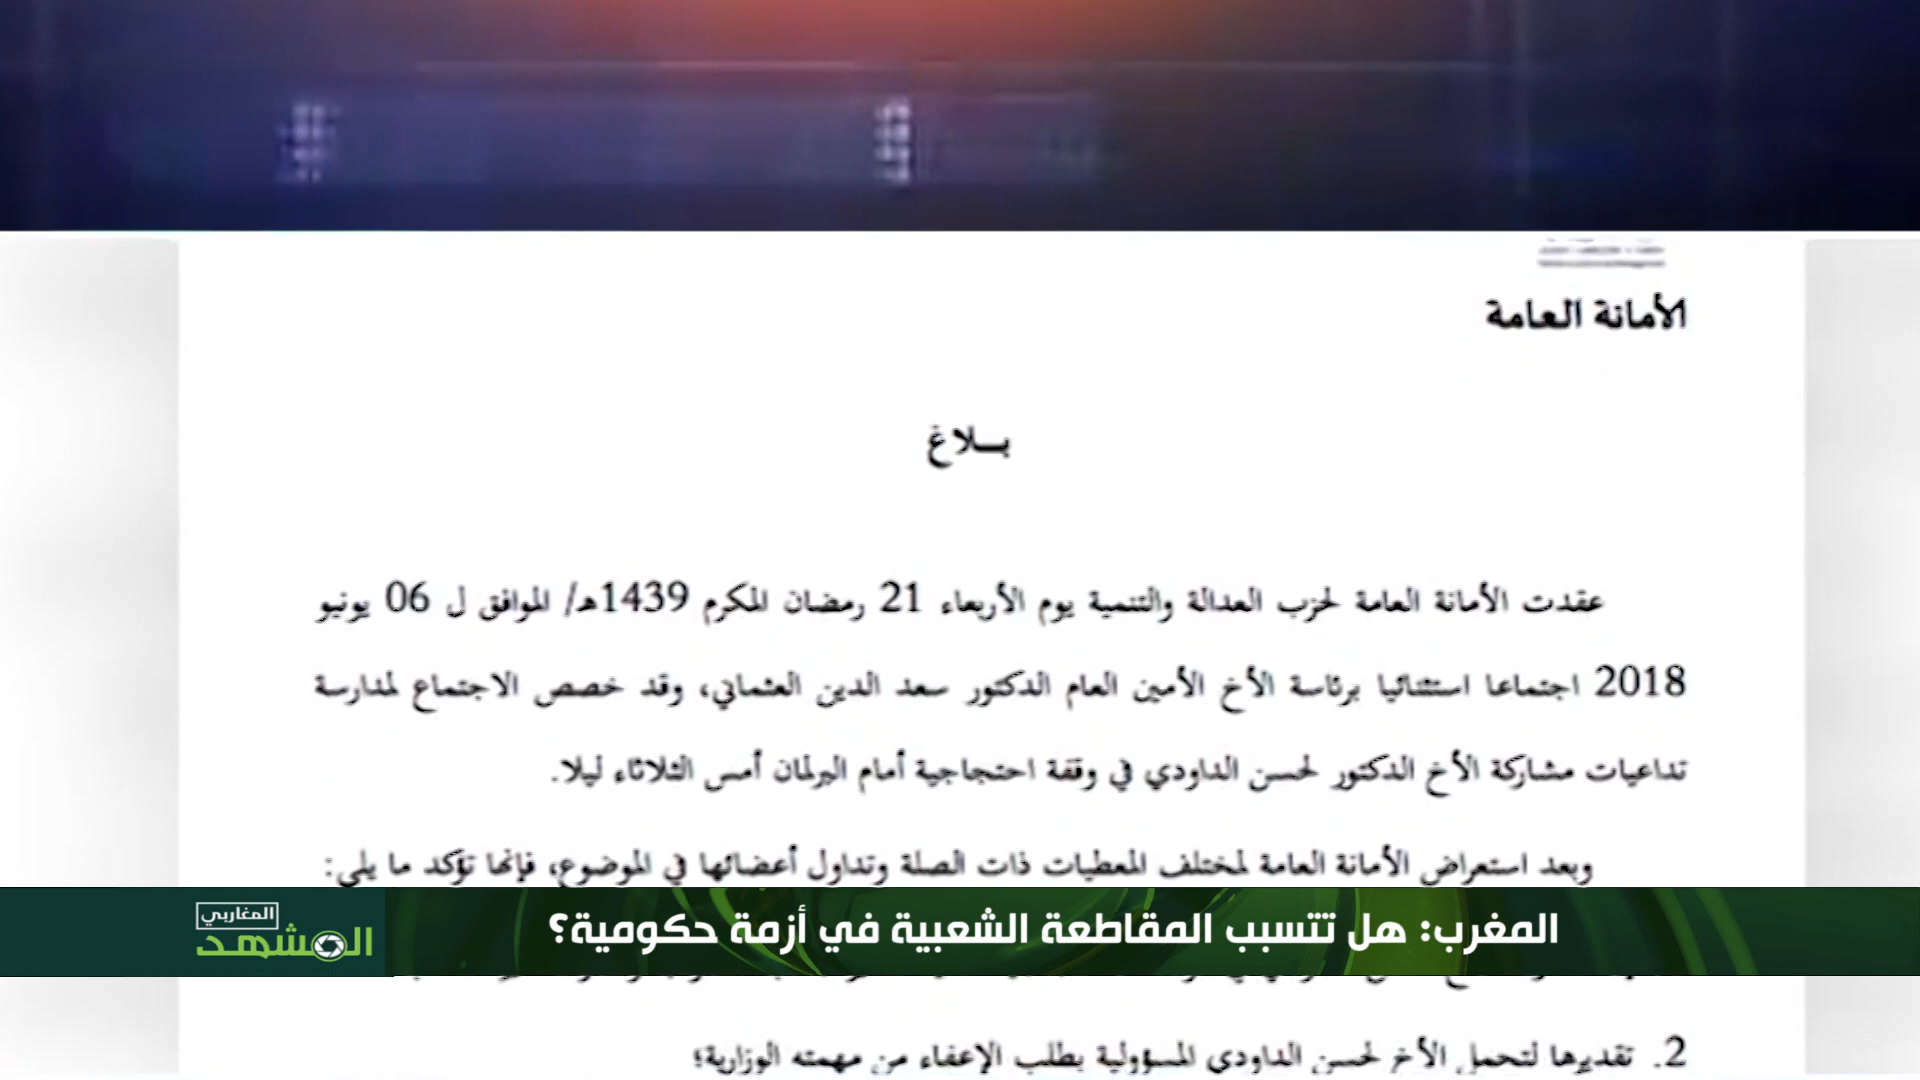 الأمانة العامة
بـــلاغ
عقدت الأمانة العامة لحزب العدالة والتنمية يوم الأربعاء 21 رمضان المكرم 1439هـ/ الموافق ل 06 يونيو
2018 اجتماعا استثنائيا برئاسة الأخ الأمين العام الدكتور سعد الدين العثماني، وقد خصص الاجتماع لمدارسة
تداعيات مشاركة الأخ الدكتور لحسن الداودي في وقفة احتجاجية أمام البرلمان أمس الثلاثاء ليلا.
وبعد استعراض الأمانة العامة لمختلف المعطيات ذات الصلة وتداول أعضائها في الموضوع، فإنها تؤكد ما يلي:
المغرب: هل تتسبب المقاطعة الشعبية في أزمة حكومية؟
المغاربي
المشهد
2. تقديرها لتحمل الأخ لحسن الداودي المسؤولية بطلب الإعفاء من مهمته الوزارية؛